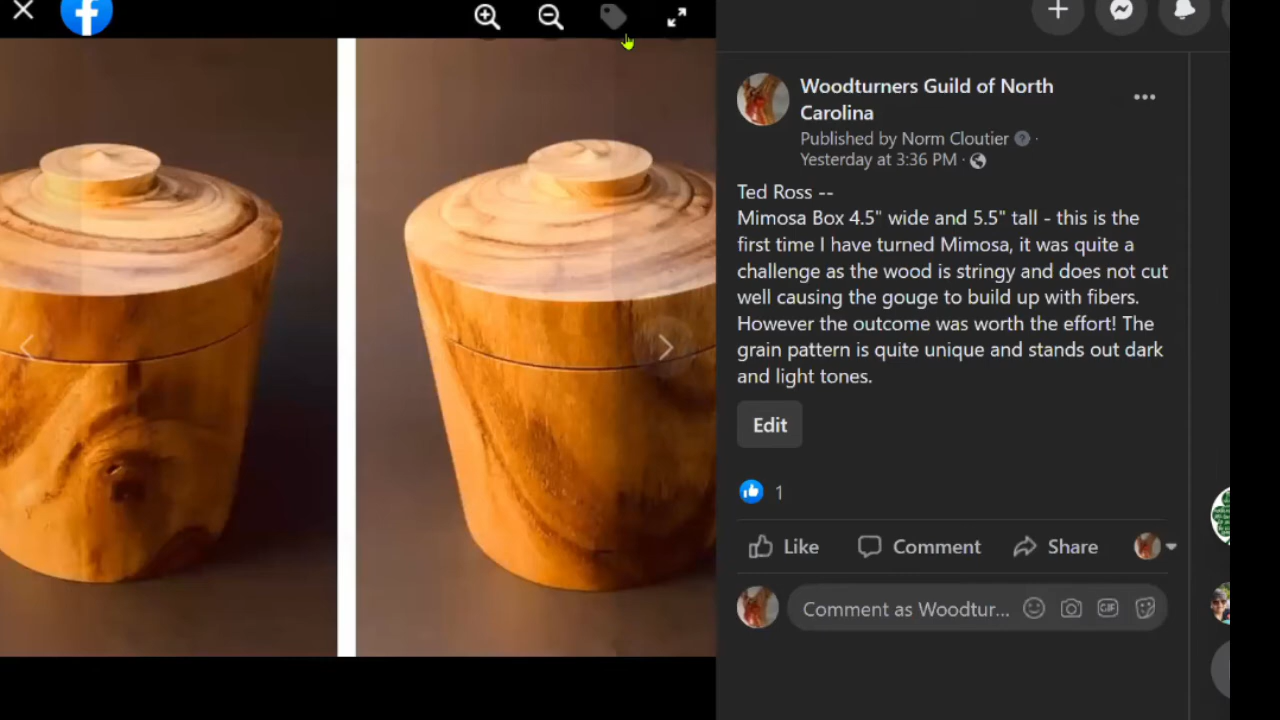 Woodturners Guild of North
Carolina
Published by Norm Cloutier
Yesterday at 3:36 PM ·
Ted Ross --
Mimosa Box 4.5" wide and 5.5" tall - this is the
first time I have turned Mimosa, it was quite a
challenge as the wood is stringy and does not cut
well causing the gouge to build up with fibers.
However the outcome was worth the effort! The
grain pattern is quite unique and stands out dark
and light tones.
Edit
1
Like Comment Share
Comment as Woodtur... GIF